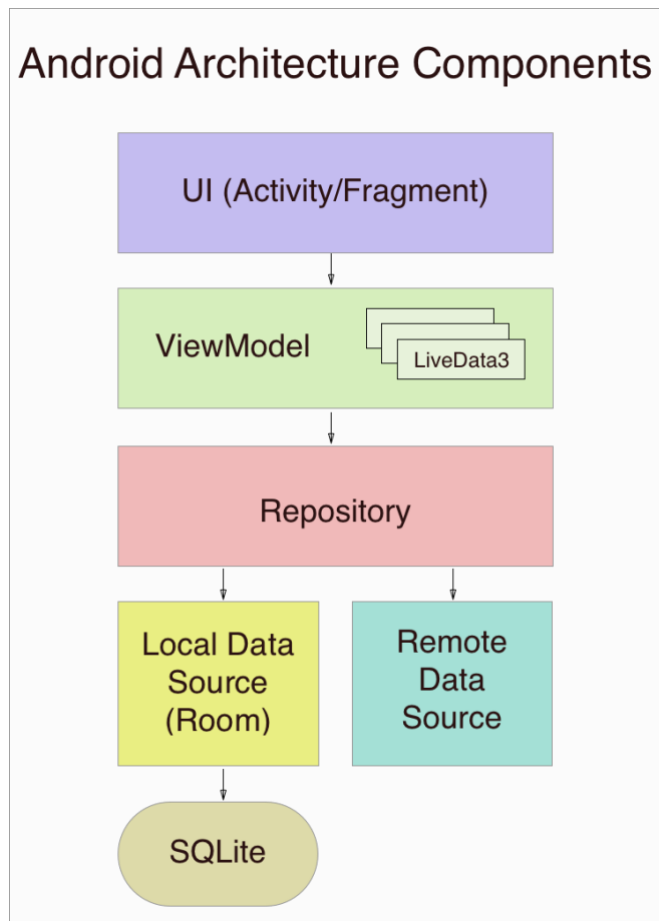 Android Architecture Components
UI (Activity/Fragment)
ViewModel
LiveData3
Repository
Local Data
Source
(Room)
Remote
Data
Source
SQLite